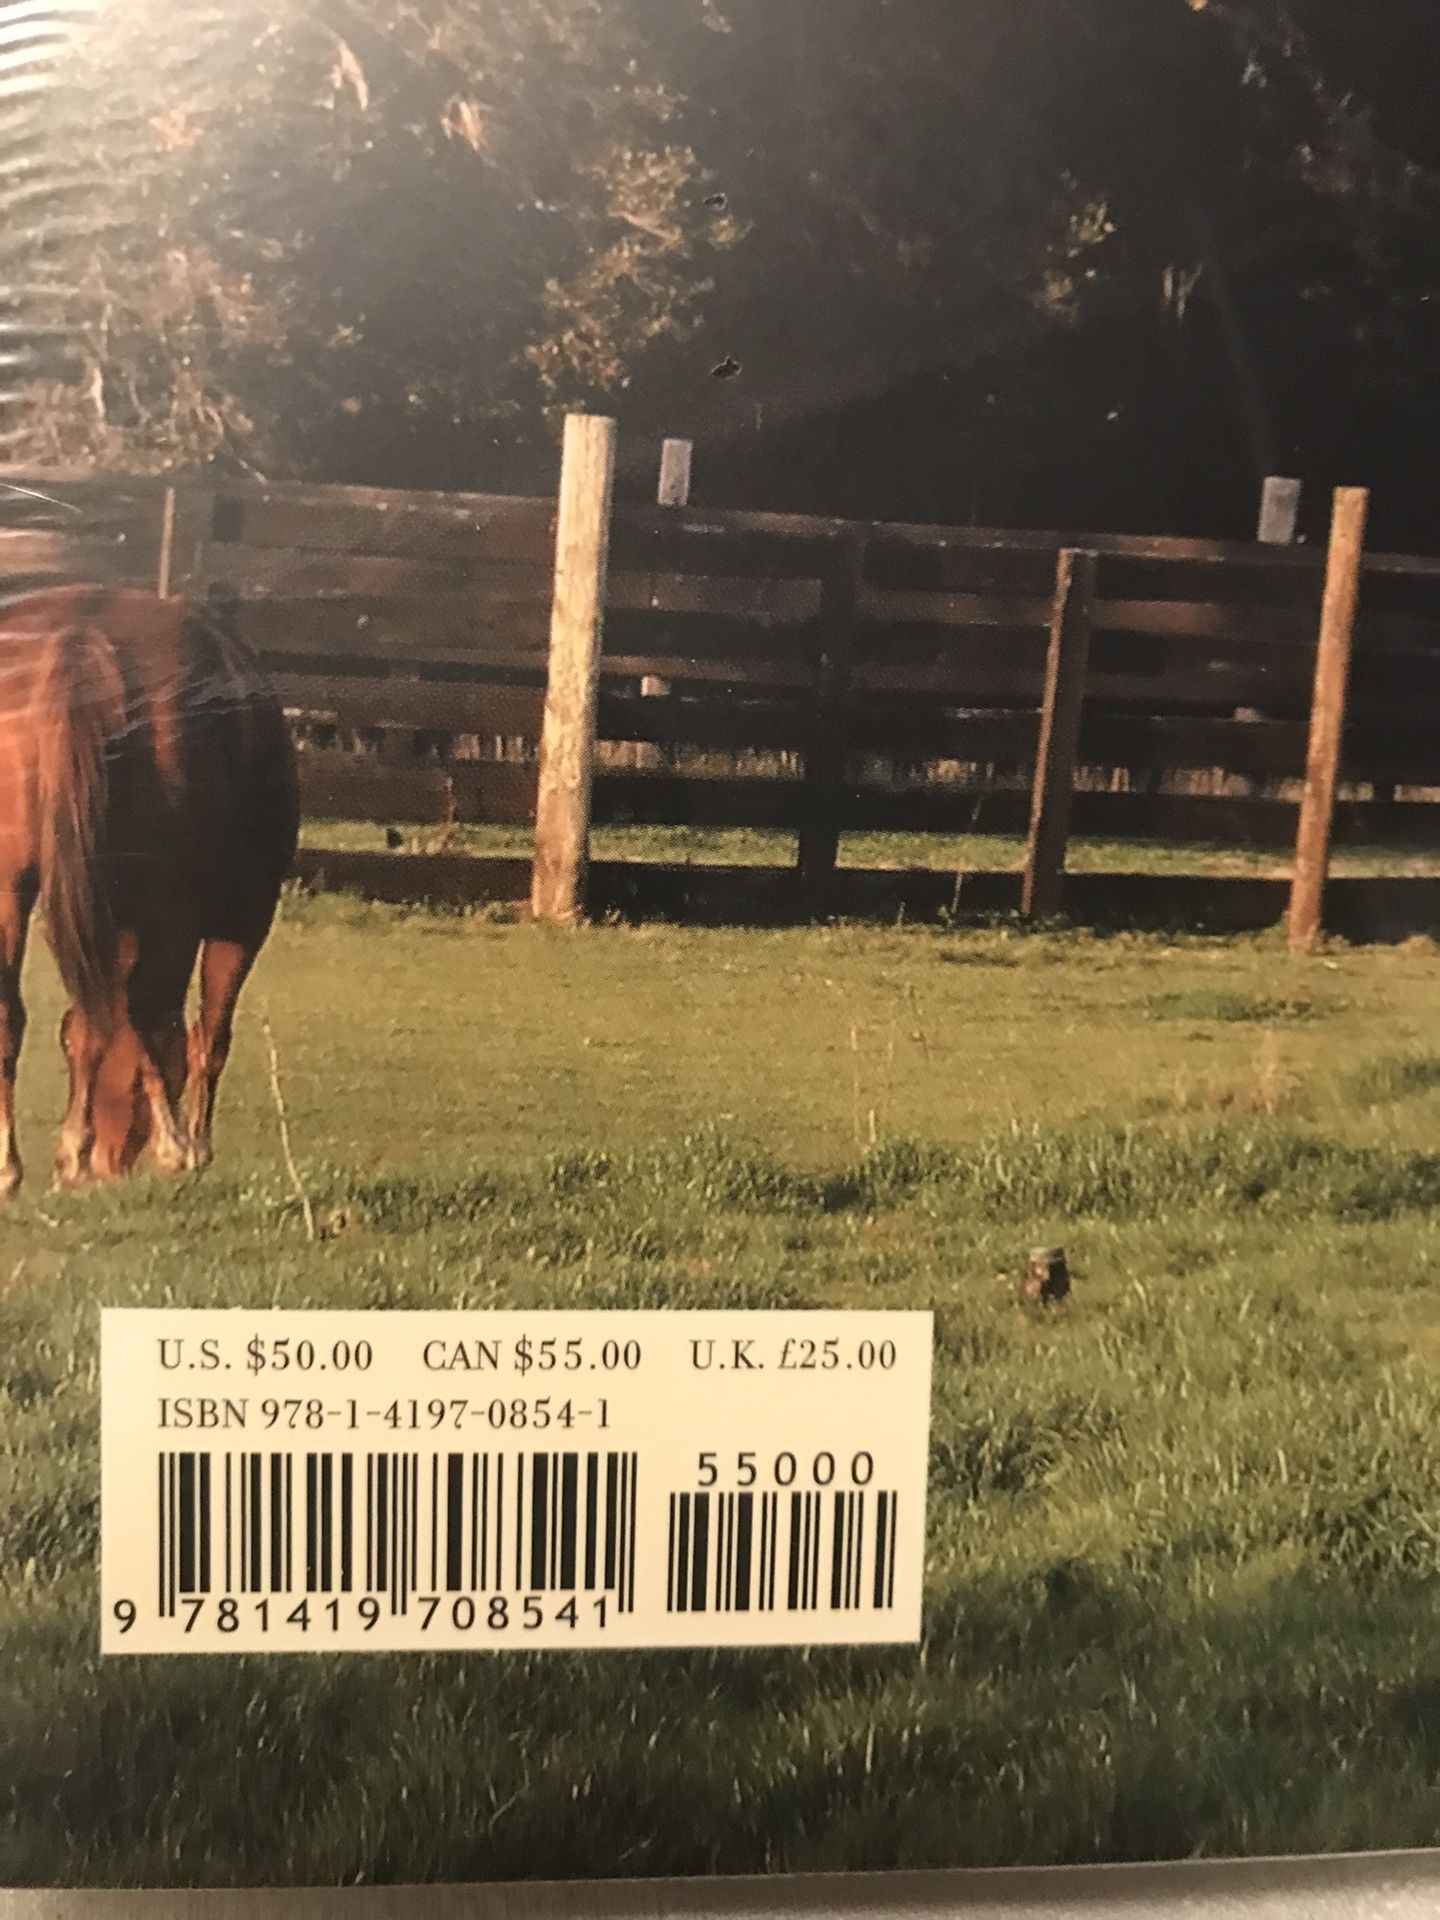 U.S. $50.00 CAN $55.00 U.K. £25.00
ISBN 978-1-4197-0854-1
55000
9 781419 708541